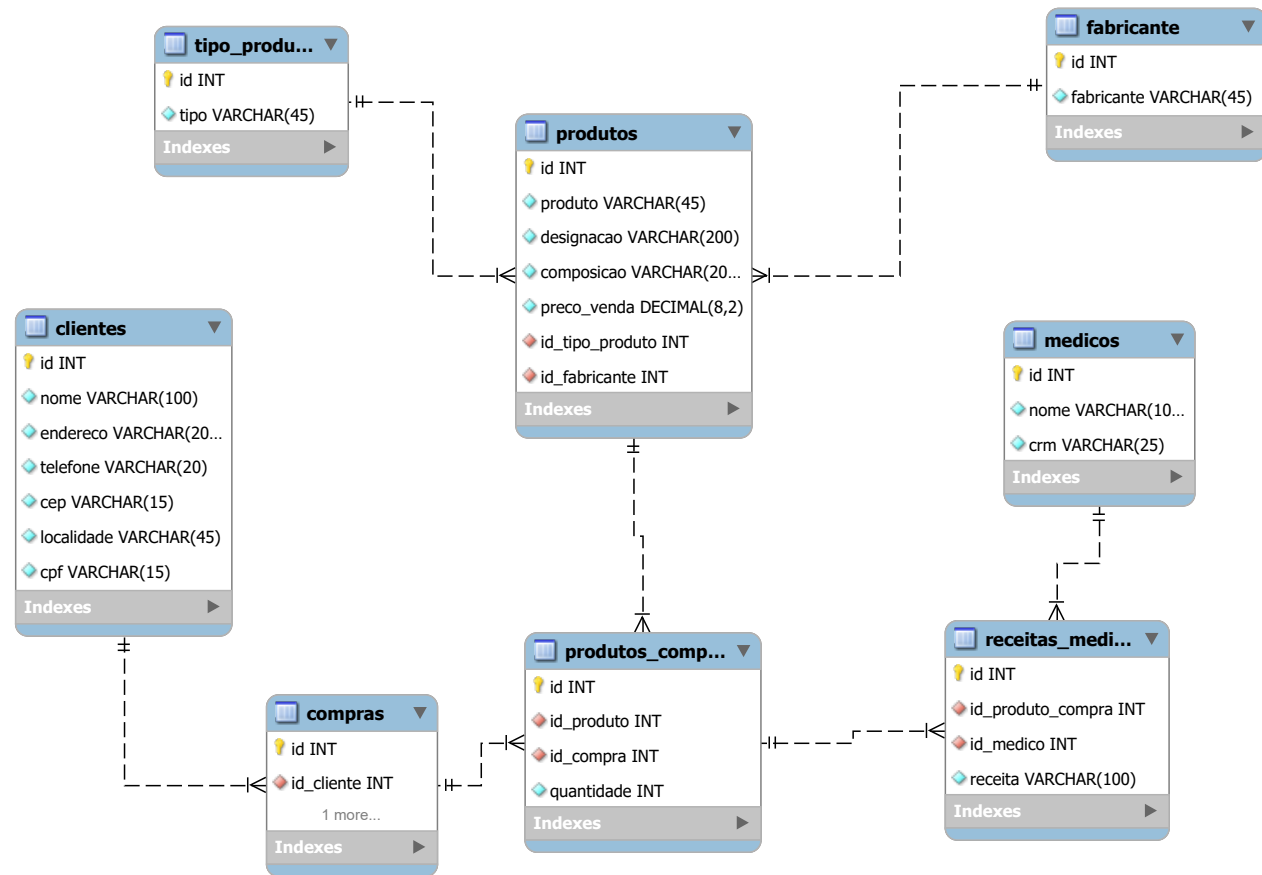 tipo_produ...
id INT
tipo VARCHAR(45)
Indexes
fabricante
id INT
fabricante VARCHAR(45)
Indexes
produtos
id INT
produto VARCHAR(45)
designacao VARCHAR(200)
composicao VARCHAR(20...
preco_venda DECIMAL(8,2)
id_tipo_produto INT
id_fabricante INT
Indexes
clientes
id INT
nome VARCHAR(100)
endereco VARCHAR(20...
telefone VARCHAR(20)
cep VARCHAR(15)
localidade VARCHAR(45)
cpf VARCHAR(15)
Indexes
medicos
id INT
nome VARCHAR(10...
crm VARCHAR(25)
Indexes
compras
id INT
id_cliente INT
1 more...
Indexes
produtos_comp...
id INT
id_produto INT
id_compra INT
quantidade INT
Indexes
receitas_medi...
id INT
id_produto_compra INT
id_medico INT
receita VARCHAR(100)
Indexes